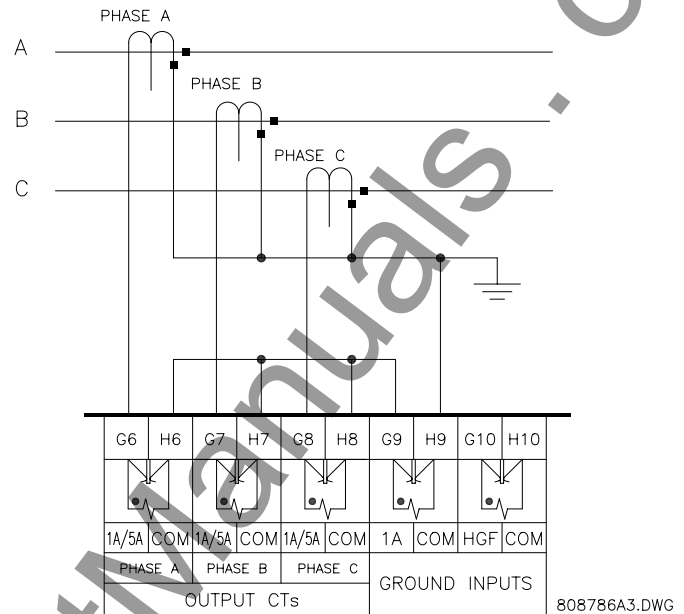 PHASE A
A
PHASE B
B
PHASE C
C
G6 H6 G7 H7 G8 H8 G9 H9 G10 H10
1A/5A COM 1A/5A COM 1A/5A COM 1A COM HGF COM
PHASE A PHASE B PHASE C
GROUND INPUTS
OUTPUT CTs
808786A3.DWG